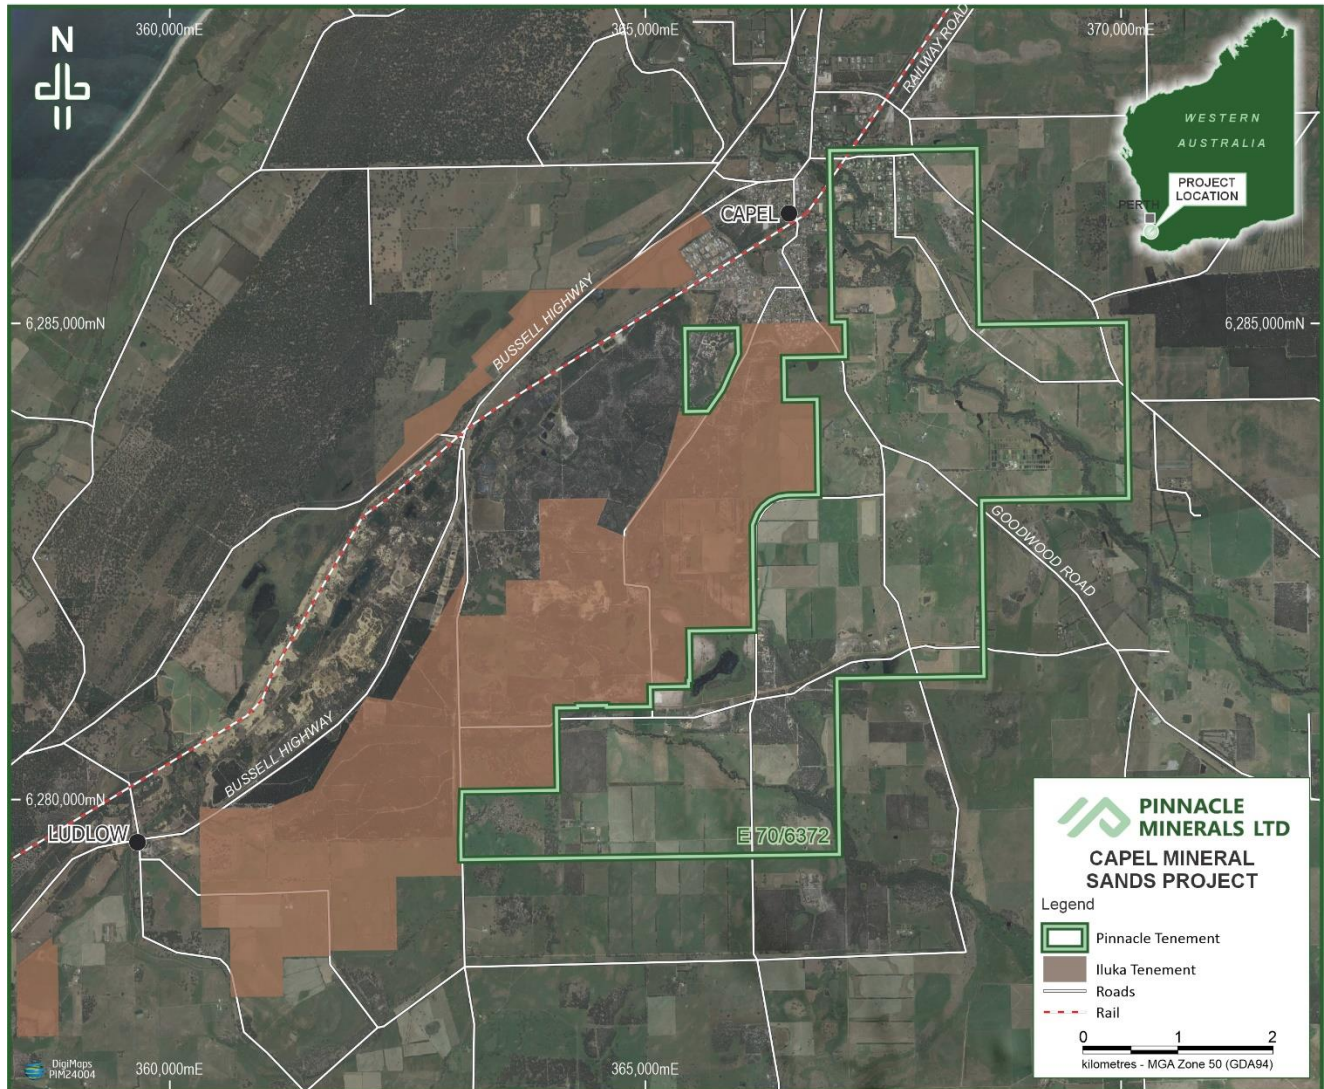 360,000mE
365,000mE
370,000mE
N
RAILWAY ROAD
WESTERN
AUSTRALIA
PROJECT
LOCATION
PERTH
CAPEL
BUSSELL HIGHWAY
6,285,000mN
6,285,000mN
GOODWOOD ROAD
BUSSELL HIGHWAY
6,280,000mN
LUDLOW
E 70/6372
PINNACLE
MINERALS LTD
CAPEL MINERAL
SANDS PROJECT
Legend
Pinnacle Tenement
Iluka Tenement
Roads
Rail
0 1 2
kilometres - MGA Zone 50 (GDA94)
DigiMaps
PIM24004
360,000mE
365,000mE